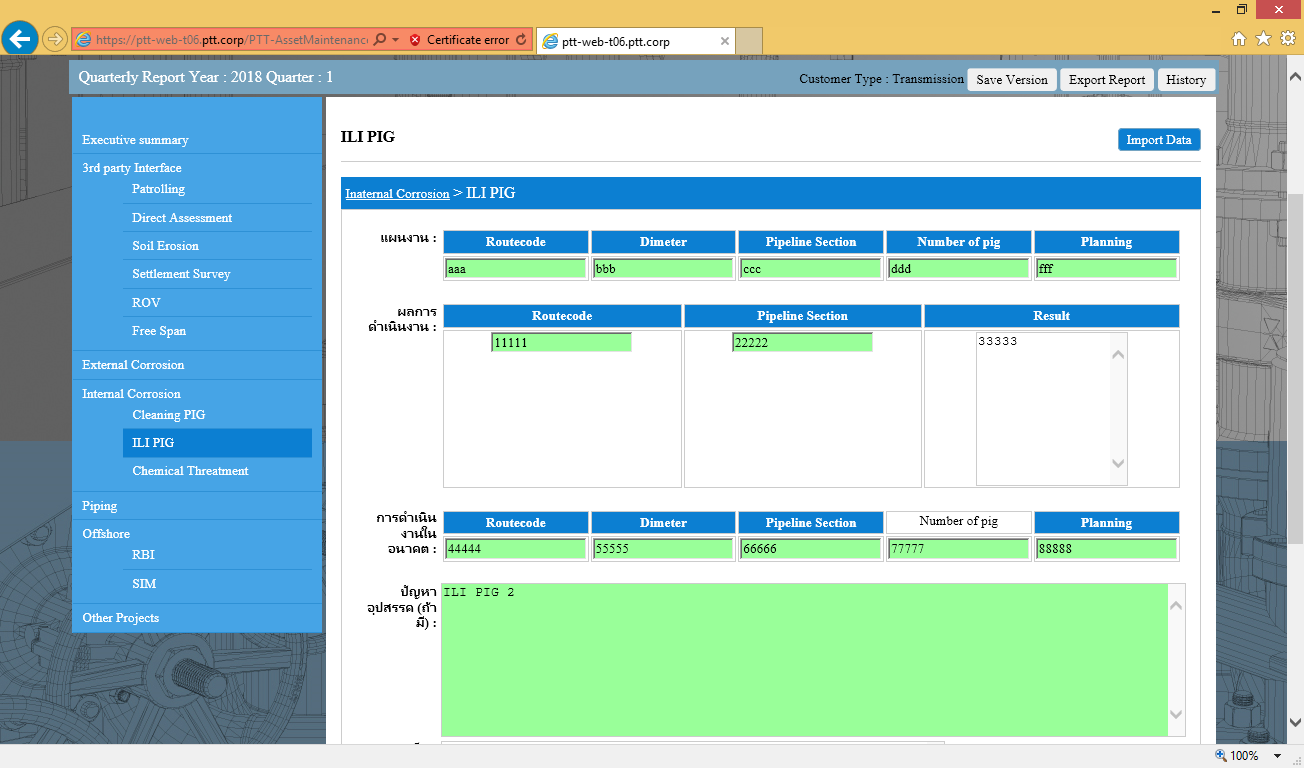 https://ptt-web-t06.ptt.corp/PTT-AssetMaintenanc
Certificate error
ptt-web-t06.ptt.corp
Quarterly Report Year : 2018 Quarter : 1
Customer Type : Transmission
Save Version
Export Report
History
Executive summary
3rd party Interface
Patrolling
Direct Assessment
Soil Erosion
Settlement Survey
ROV
Free Span
External Corrosion
Internal Corrosion
Cleaning PIG
ILI PIG
Chemical Threatment
Piping
Offshore
RBI
SIM
Other Projects
ILI PIG
Import Data
Inaternal Corrosion > ILI PIG
แผนงาน :
Routecode Dimeter Pipeline Section Number of pig Planning
aaa bbb ccc ddd fff
ผลการ
ดำเนินงาน :
Routecode Pipeline Section Result
11111 22222 33333
การดำเนิน
งานใน
อนาคต :
Routecode Dimeter Pipeline Section Number of pig Planning
44444 55555 66666 77777 88888
ปัญหา
อุปสรรค (ถ้า
มี) :
ILI PIG 2
100%